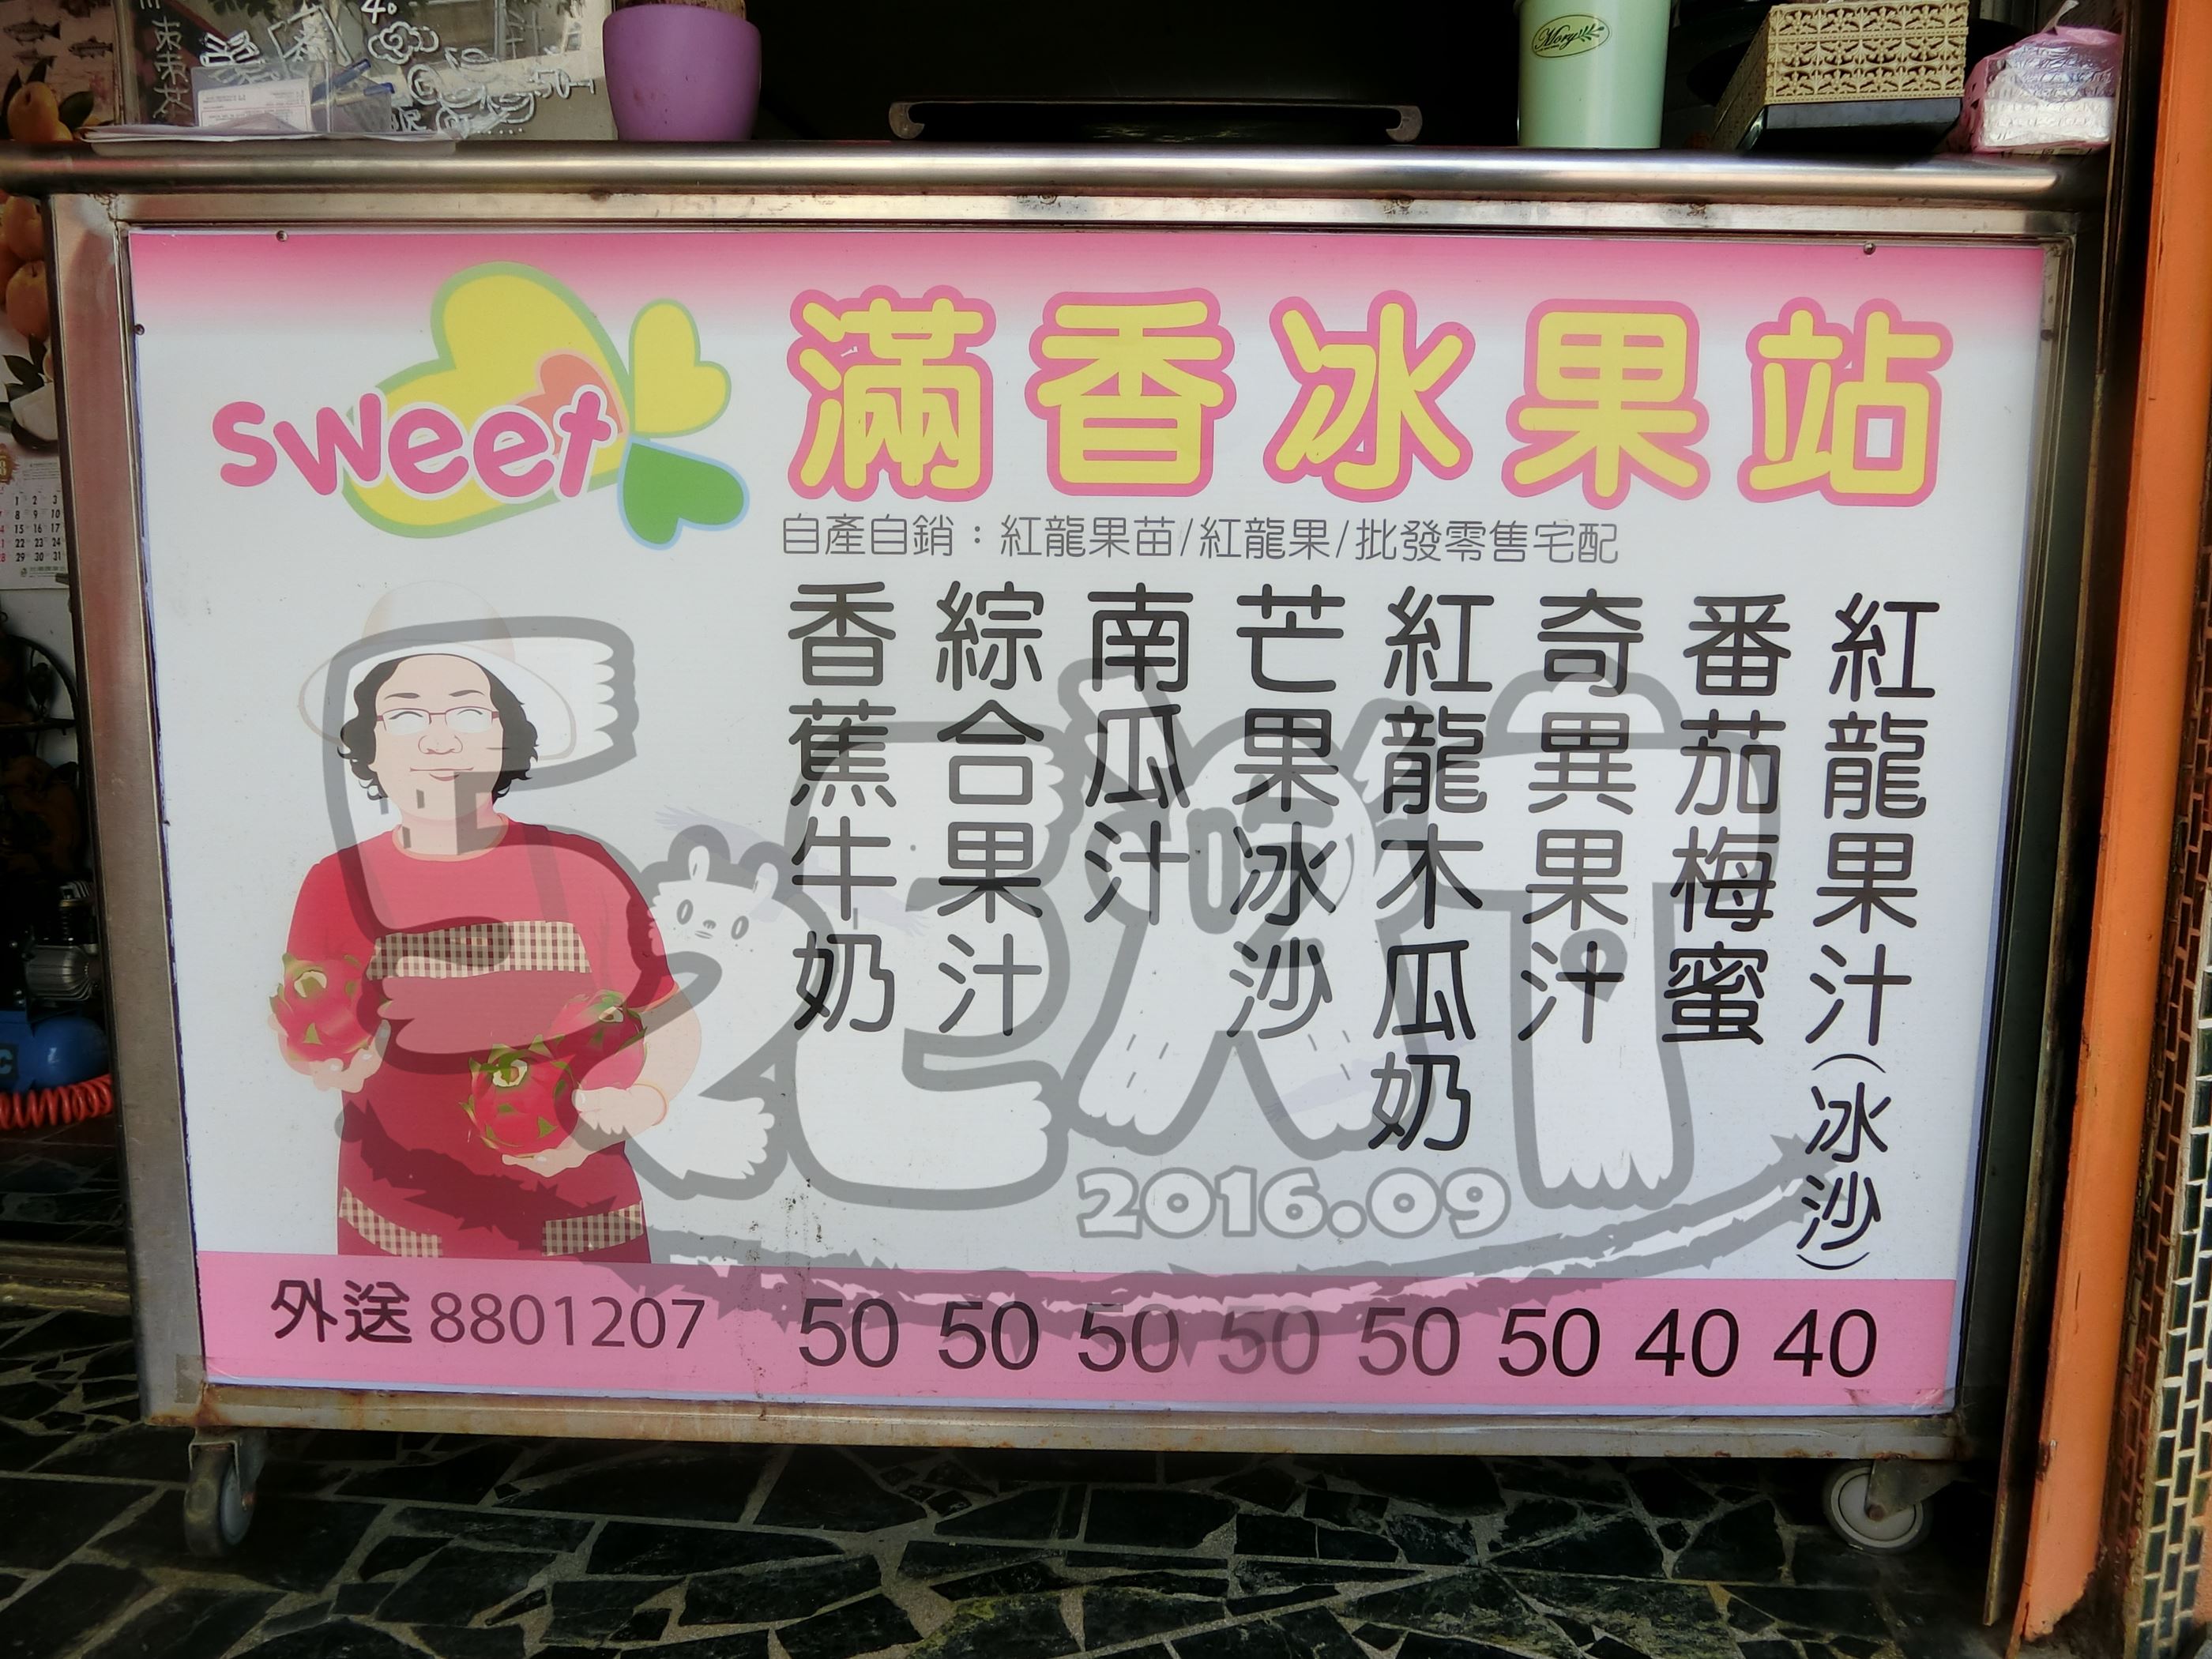 sweet
滿香冰果站
自產自銷：紅龍果苗/紅龍果/批發零售宅配
紅龍果汁(冰沙)
番茄梅蜜
奇異果汁
紅龍木瓜奶
芒果冰沙
南瓜汁
綜合果汁
香蕉牛奶
外送 8801207
50 50 50 50 50 50 40 40
2016.09
Mory